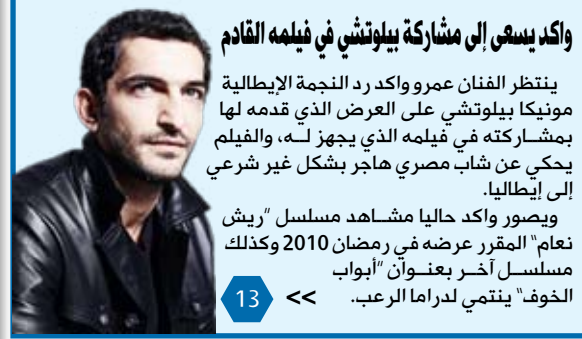 واكد يسعى إلى مشاركة بيلوتشي في فيلمه القادم
ينتظر الفنان عمرو واكد رد النجمة الإيطالية
مونيكا بيلوتشي على العرض الذي قدمه لها
بمشاركته في فيلمه الذي يجهز له، والفيلم
يحكي عن شاب مصري هاجر بشكل غير شرعي
إلى إيطاليا.
ويصور واكد حاليا مشاهد مسلسل "ريش
نعام" المقرر عرضه في رمضان 2010 وكذلك
مسلسل آخر بعنوان "أبواب
الخوف" ينتمي لدراما الرعب. >> 13